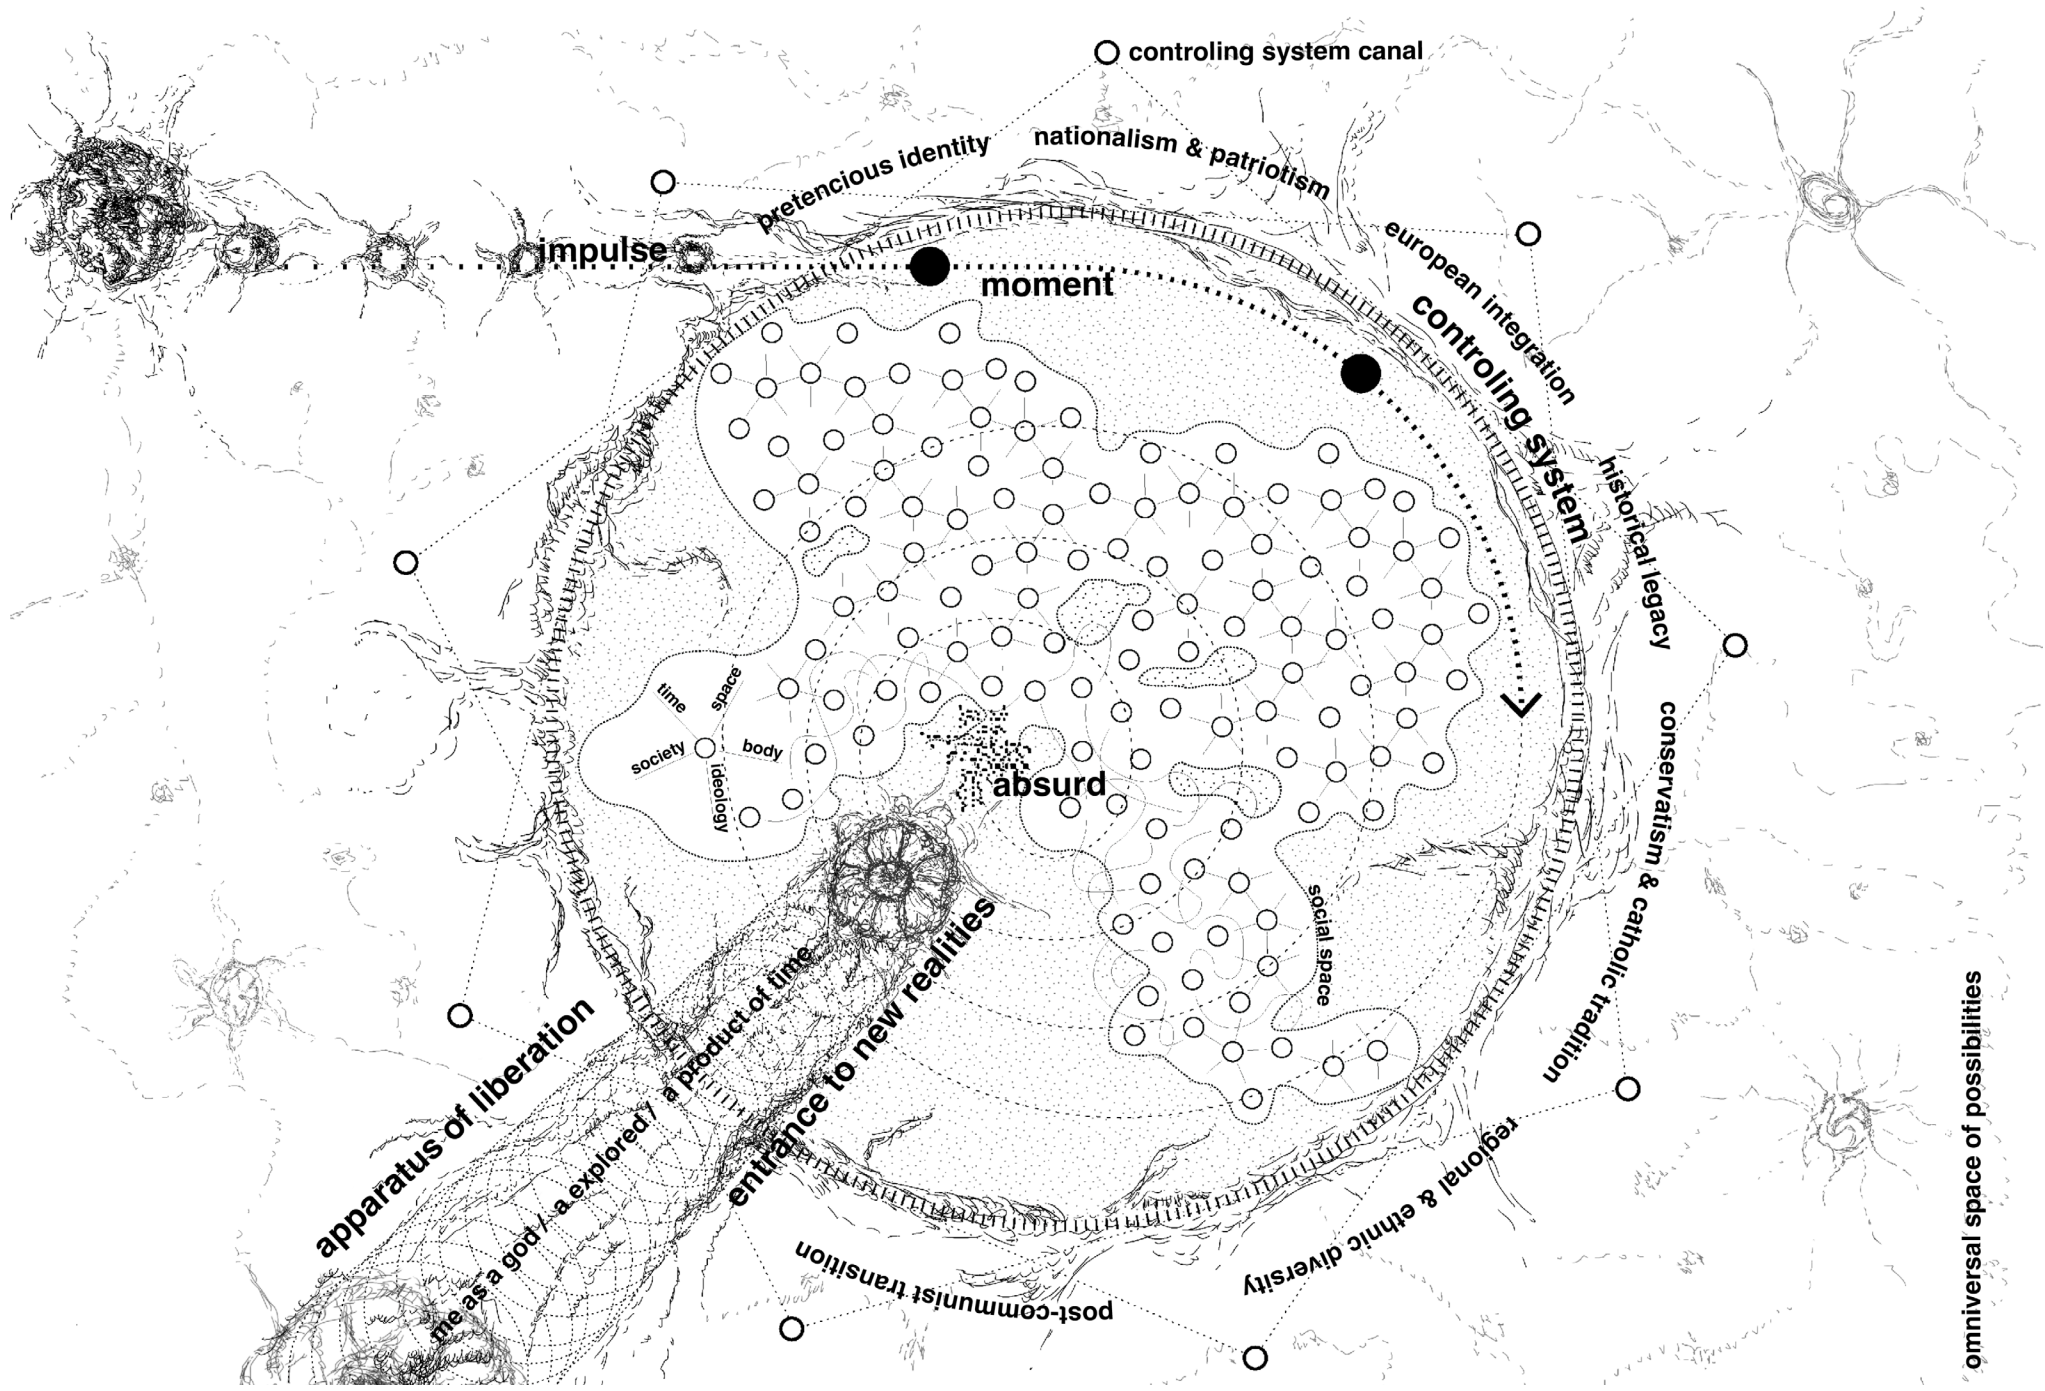 controling system canal
pretencious identity
nationalism & patriotism
european integration
controling system
historical legacy
conservatism & catholic tradition
regional & ethnic diversity
post-communist transition
impulse
moment
time
space
society
body
ideology
absurd
social space
apparatus of liberation
me as a god / a explored / a product of time
entrance to new realities
omniversal space of possibilities